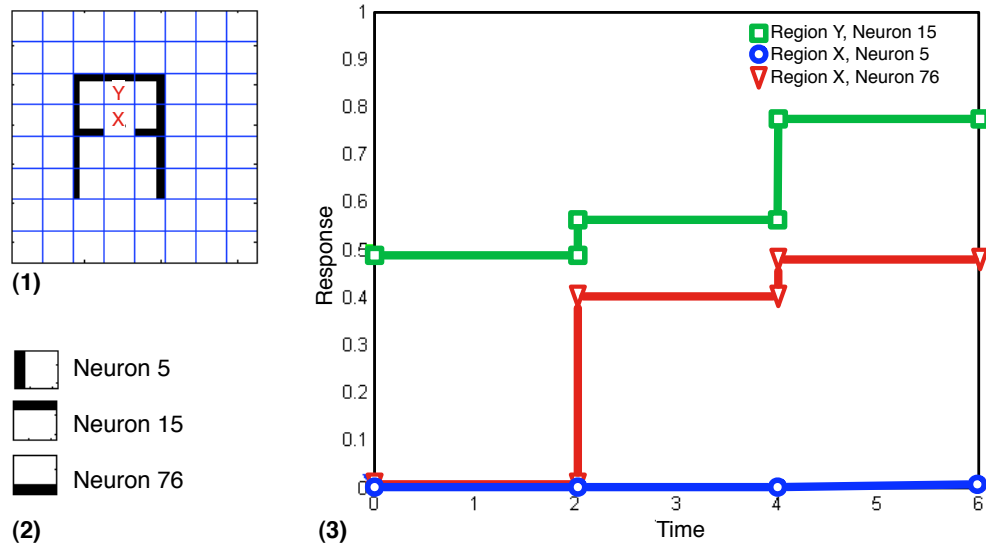 Y
X
(1)
Neuron 5
Neuron 15
Neuron 76
(2)
1
0.9
0.8
0.7
0.6
0.5
0.4
0.3
0.2
0.1
0
Response
Region Y, Neuron 15
Region X, Neuron 5
Region X, Neuron 76
0 1 2 3 4 5 6
(3)
Time